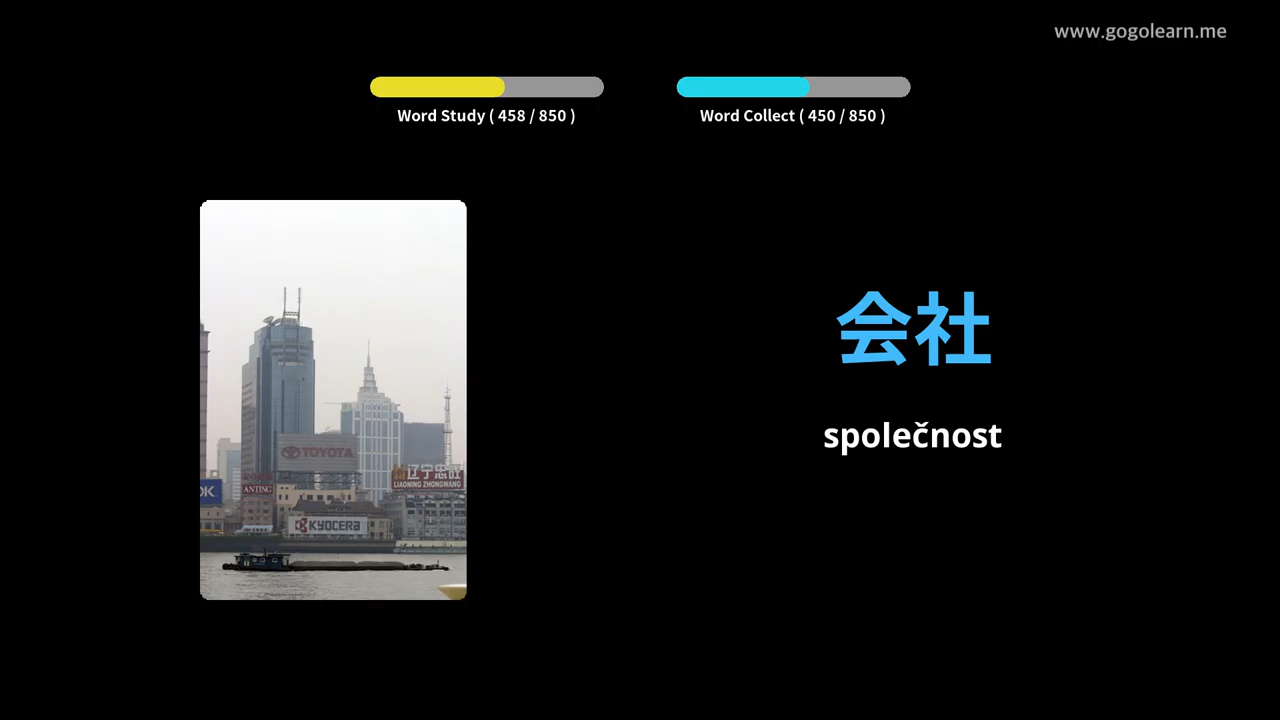 www.gogolearn.me
Word Study ( 458 / 850 )
Word Collect ( 450 / 850 )
会社
společnost
TOYOTA
辽宁忠旺
LIAONING ZHONGWANG
OK
ANTING
KYOCERA